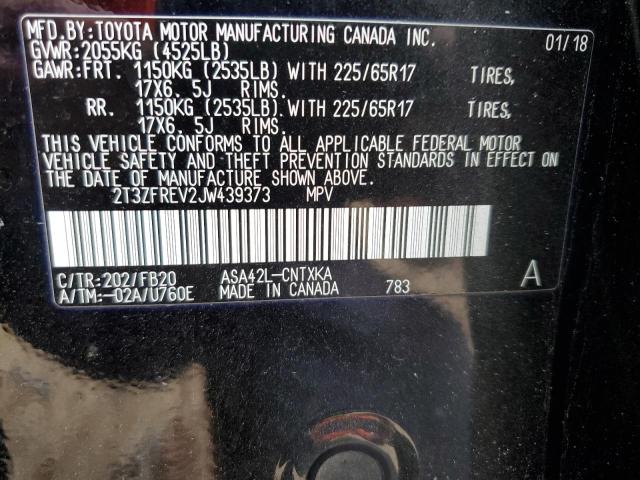 MFD.BY:TOYOTA MOTOR MANUFACTURING CANADA INC.
GVWR:2055KG (4525LB) 01/18
GAWR:FRT. 1150KG (2535LB) WITH 225/65R17 TIRES,
17X6.5J RIMS.
RR. 1150KG (2535LB) WITH 225/65R17 TIRES,
17X6.5J RIMS.
THIS VEHICLE CONFORMS TO ALL APPLICABLE FEDERAL MOTOR
VEHICLE SAFETY AND THEFT PREVENTION STANDARDS IN EFFECT ON
THE DATE OF MANUFACTURE SHOWN ABOVE.
2T3ZFREV2JW439373 MPV
C/TR:202/FB20 ASA42L-CNTXKA A
A/TM:-02A/U760E MADE IN CANADA 783